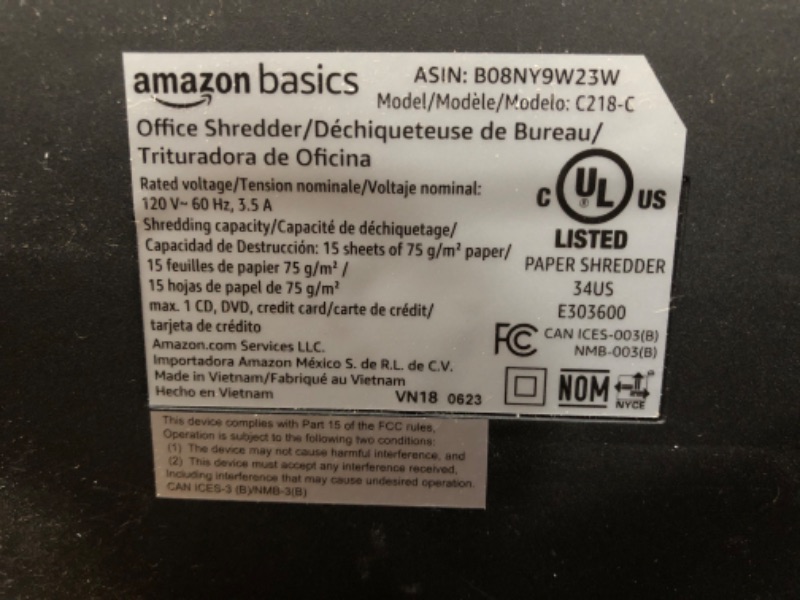 amazon basics
ASIN: B08NY9W23W
Model/Modèle/Modelo: C218-C
Office Shredder/Déchiqueteuse de Bureau/
Trituradora de Oficina
Rated voltage/Tension nominale/Voltaje nominal:
120 V~ 60 Hz, 3.5 A
Shredding capacity/Capacité de déchiquetage/
Capacidad de Destrucción: 15 sheets of 75 g/m² paper/
15 feuilles de papier 75 g/m² /
15 hojas de papel de 75 g/m²
max. 1 CD, DVD, credit card/carte de crédit/
tarjeta de crédito
Amazon.com Services LLC.
Importadora Amazon México S. de R.L. de C.V.
Made in Vietnam/Fabriqué au Vietnam
Hecho en Vietnam
VN18 0623
C UL ® US
LISTED
PAPER SHREDDER
34US
E303600
FC CAN ICES-003(B)
NMB-003(B)
NOM
NYCE
This device complies with Part 15 of the FCC rules,
Operation is subject to the following two conditions:
(1) The device may not cause harmful interference, and
(2) This device must accept any interference received,
Including interference that may cause undesired operation.
CAN ICES-3 (B)/NMB-3(B)